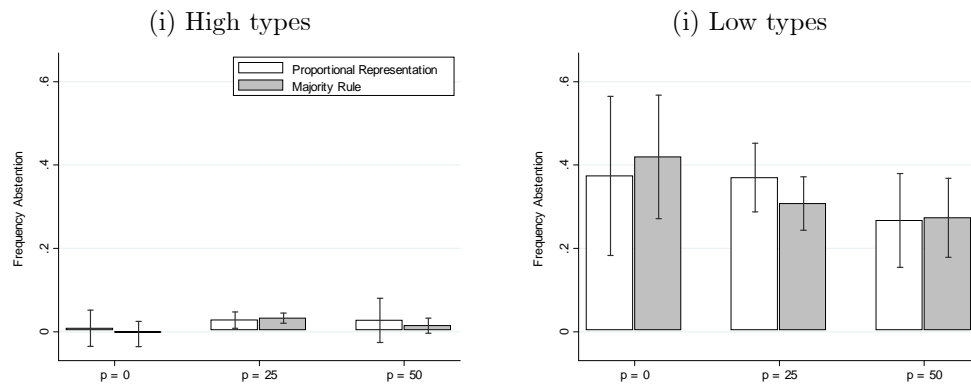 (i) High types
(i) Low types
Proportional Representation
Majority Rule
Frequency Abstention
.6
.4
.2
0
p = 0
p = 25
p = 50
Frequency Abstention
.6
.4
.2
0
p = 0
p = 25
p = 50